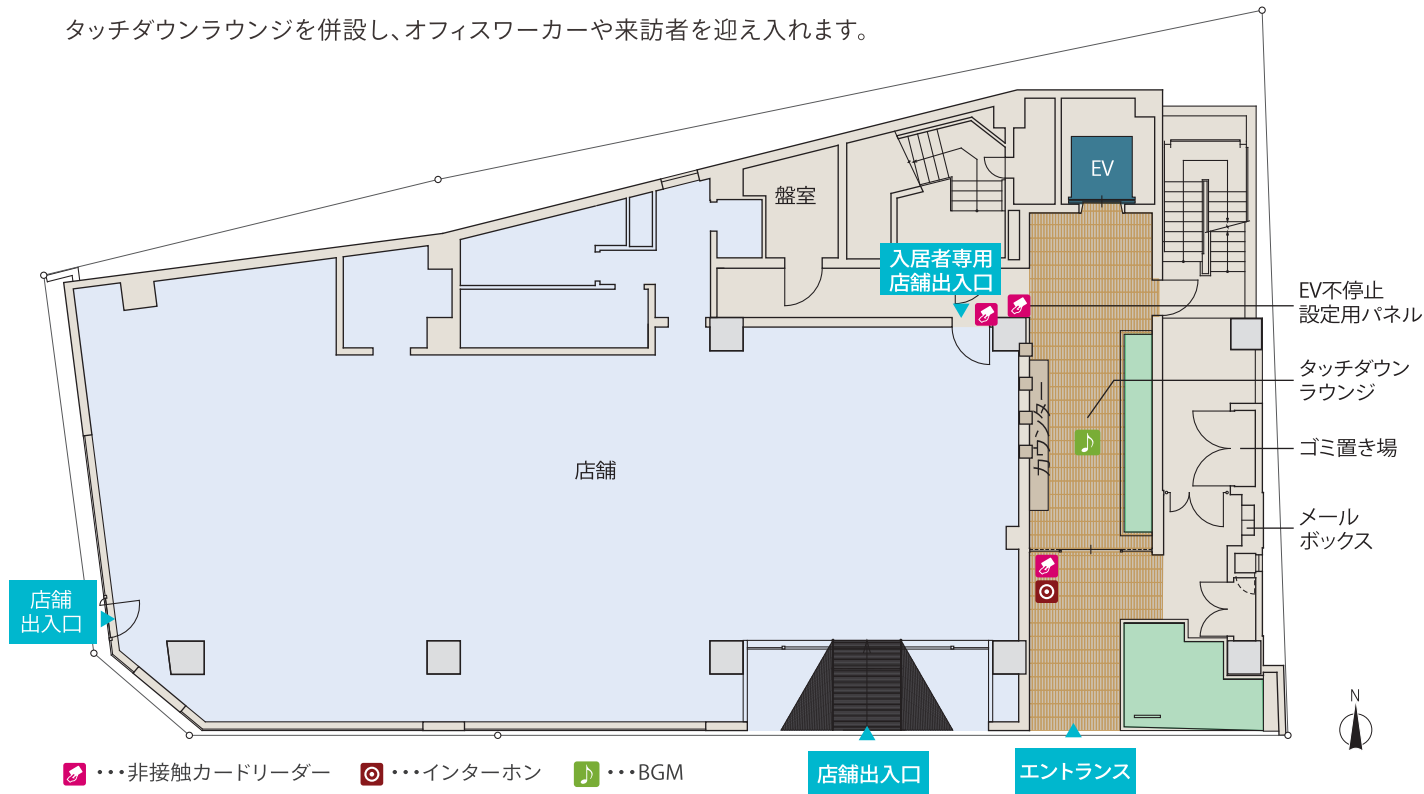 タッチダウンラウンジを併設し、オフィスワーカーや来訪者を迎え入れます。
EV
盤室
入居者専用
店舗出入口
EV不停止
設定用パネル
タッチダウン
ラウンジ
カウンター
ゴミ置き場
店舗
メール
ボックス
店舗
出入口
N
・・・非接触カードリーダー
・・・インターホン
・・・BGM
店舗出入口
エントランス